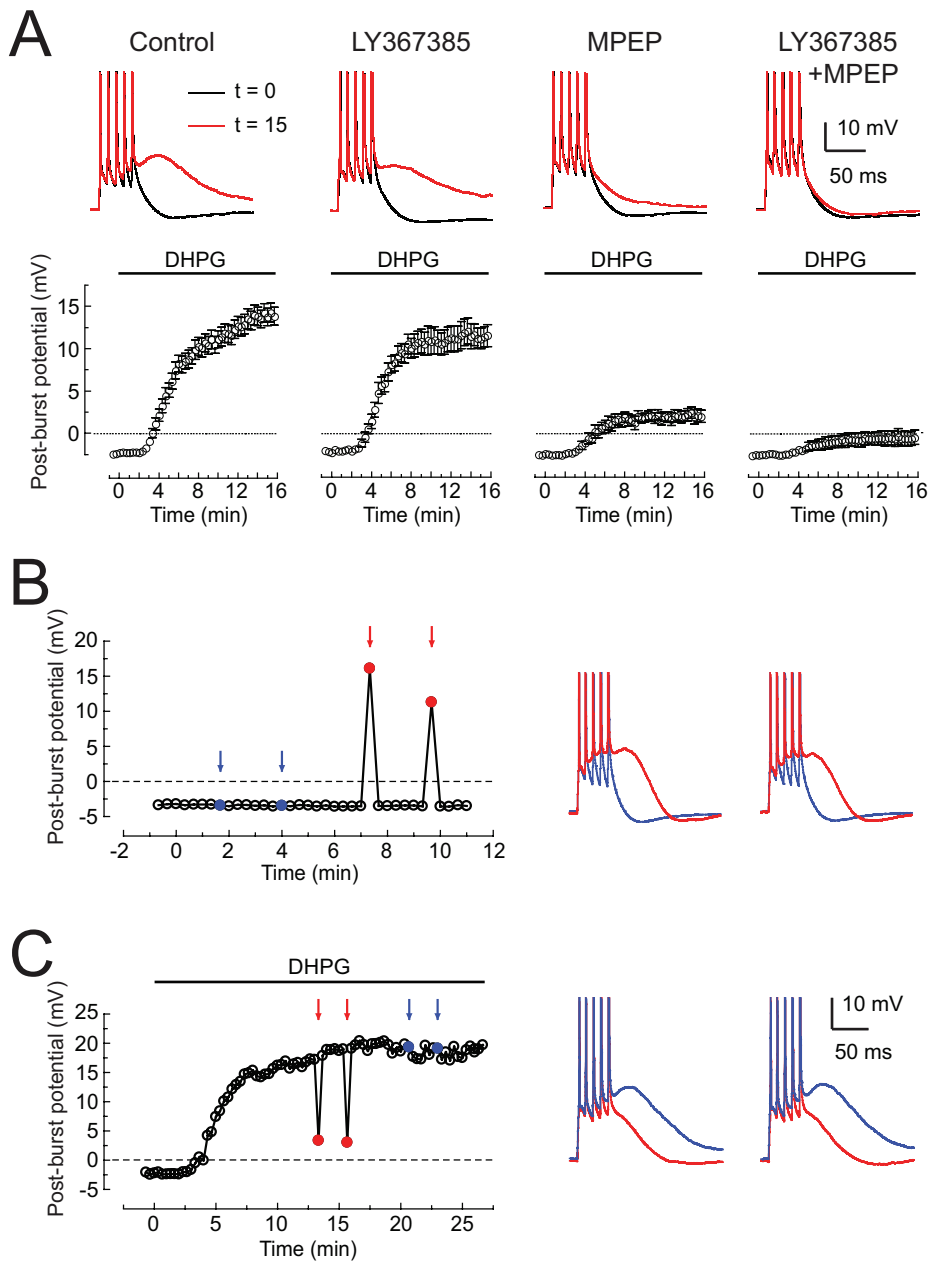 A
Control
LY367385
MPEP
LY367385
+MPEP
t = 0
t = 15
10 mV
50 ms
DHPG
DHPG
DHPG
DHPG
Post-burst potential (mV)
15
10
5
0
0 4 8 12 16
0 4 8 12 16
0 4 8 12 16
0 4 8 12 16
Time (min)
Time (min)
Time (min)
Time (min)
B
Post-burst potential (mV)
20
15
10
5
0
-5
-2 0 2 4 6 8 10 12
Time (min)
C
DHPG
Post-burst potential (mV)
25
20
15
10
5
0
-5
0 5 10 15 20 25
Time (min)
10 mV
50 ms